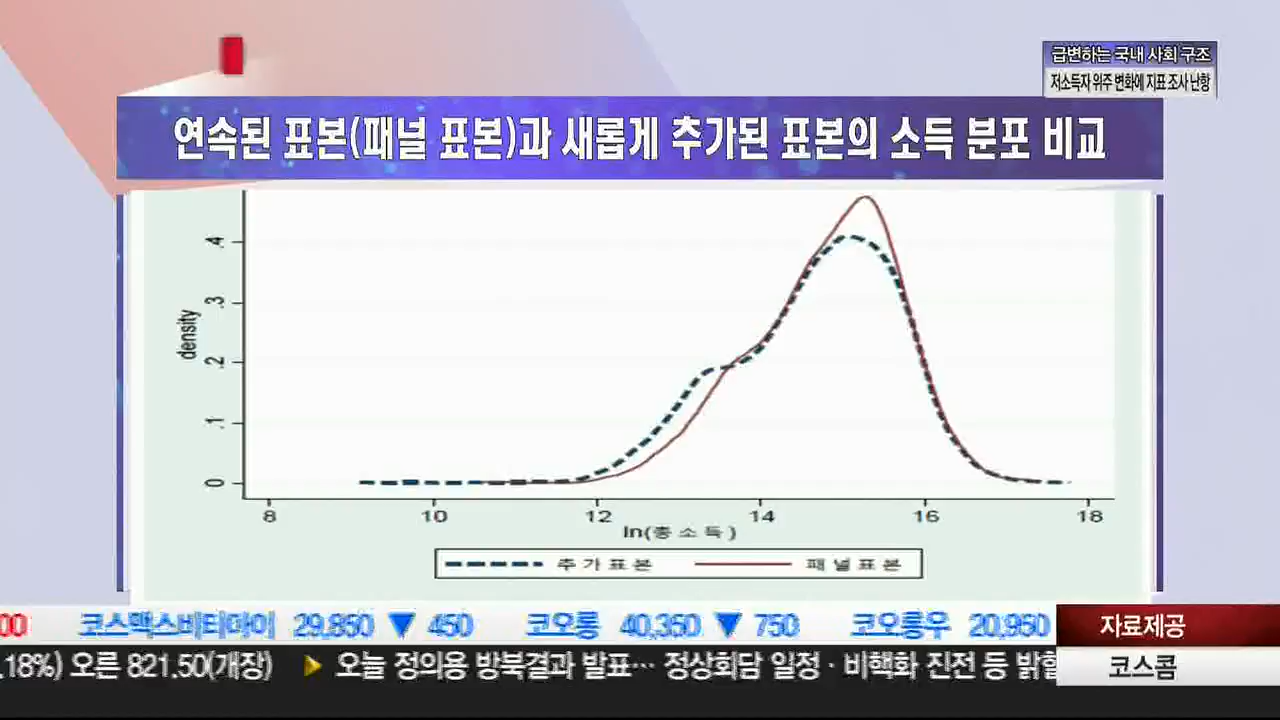 급변하는 국내 사회 구조
저소득자 위주 변화에 지표 조사 난항
연속된 표본(패널 표본)과 새롭게 추가된 표본의 소득 분포 비교
density
.4
.3
.2
.1
0
8 10 12 14 16 18
ln(총소득)
추가표본 패널표본
00 코스맥스비티아이 29,850 ▼ 450 코오롱 40,350 ▼ 750 코오롱우 20,950
자료제공
.18%) 오른 821.50(개장) ▶ 오늘 정의용 방북결과 발표… 정상회담 일정·비핵화 진전 등 밝힐
코스콤